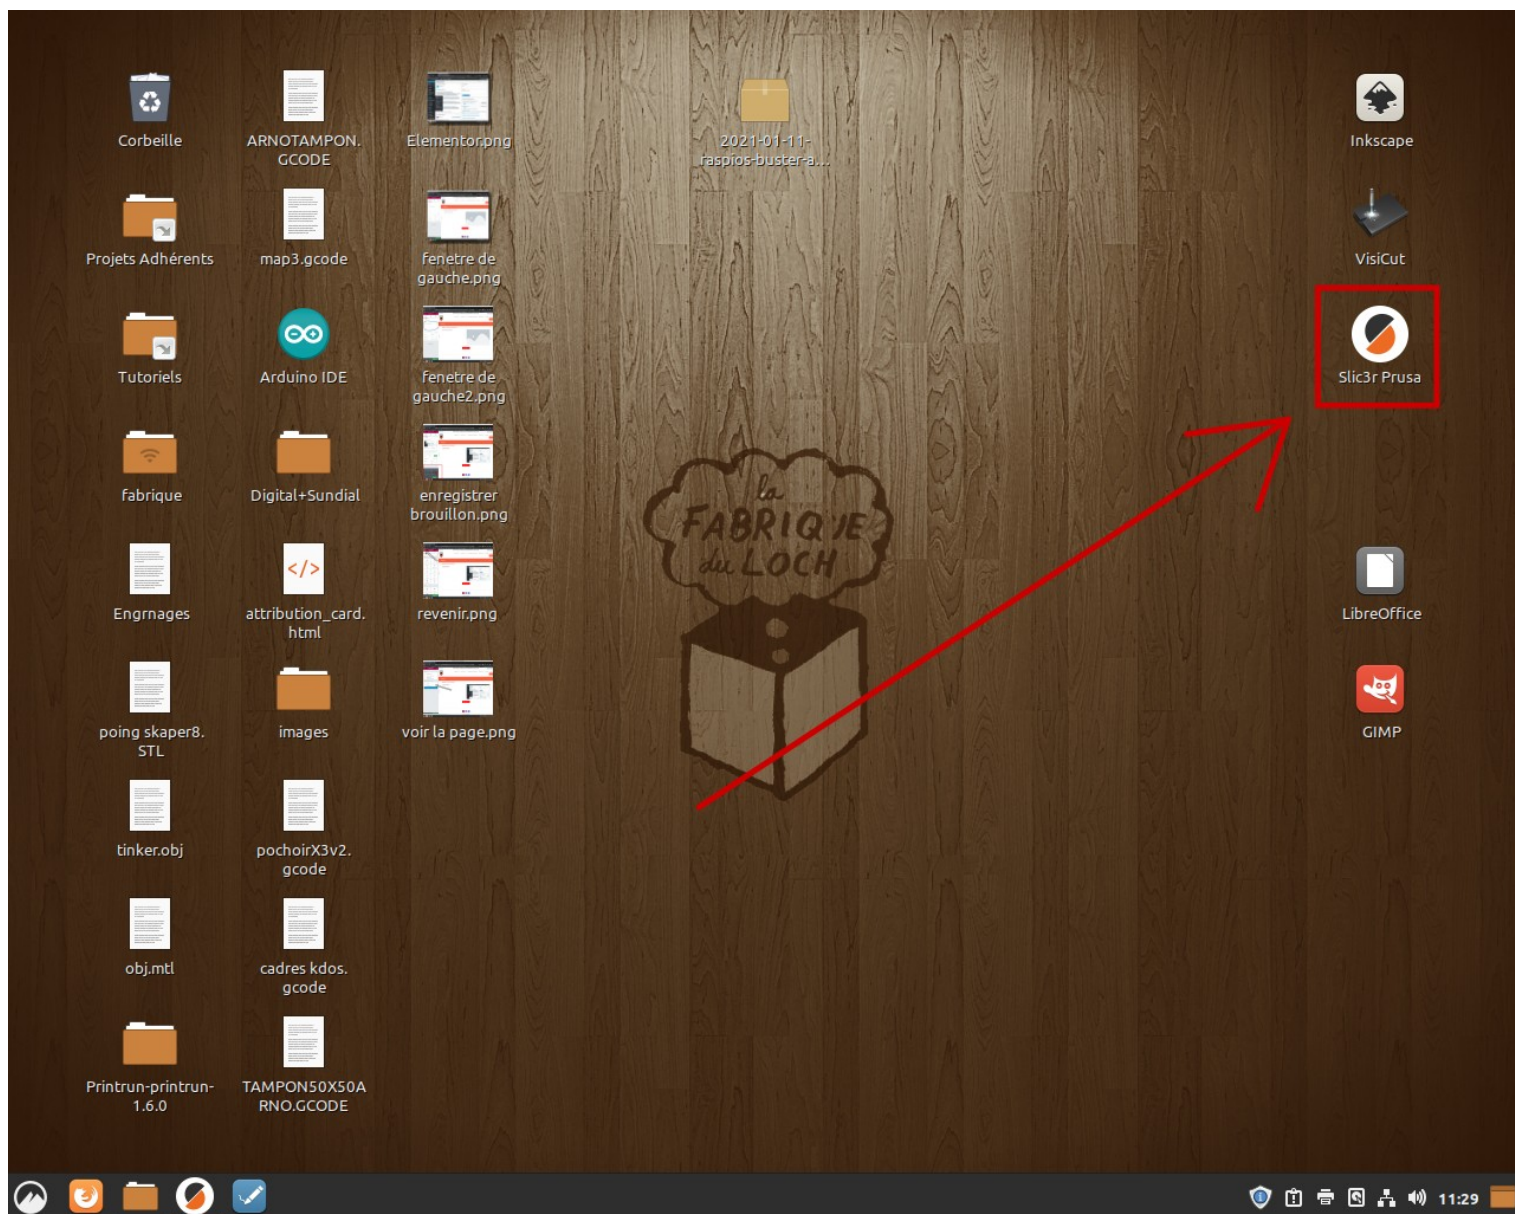 Corbeille
ARNOTAMPON.
GCODE
Elementor.png
2021-01-11-
raspios-buster-a...
Inkscape
Projets Adhérents
map3.gcode
fenetre de
gauche.png
VisiCut
Tutoriels
Arduino IDE
fenetre de
gauche2.png
Slic3r Prusa
fabrique
Digital+Sundial
enregistrer
brouillon.png
la
FABRIQUE
du LOCH
Engrnages
attribution_card.
html
revenir.png
LibreOffice
poing skaper8.
STL
images
voir la page.png
GIMP
tinker.obj
pochoirX3v2.
gcode
obj.mtl
cadres kdos.
gcode
Printrun-printrun-
1.6.0
TAMPON50X50A
RNO.GCODE
11:29